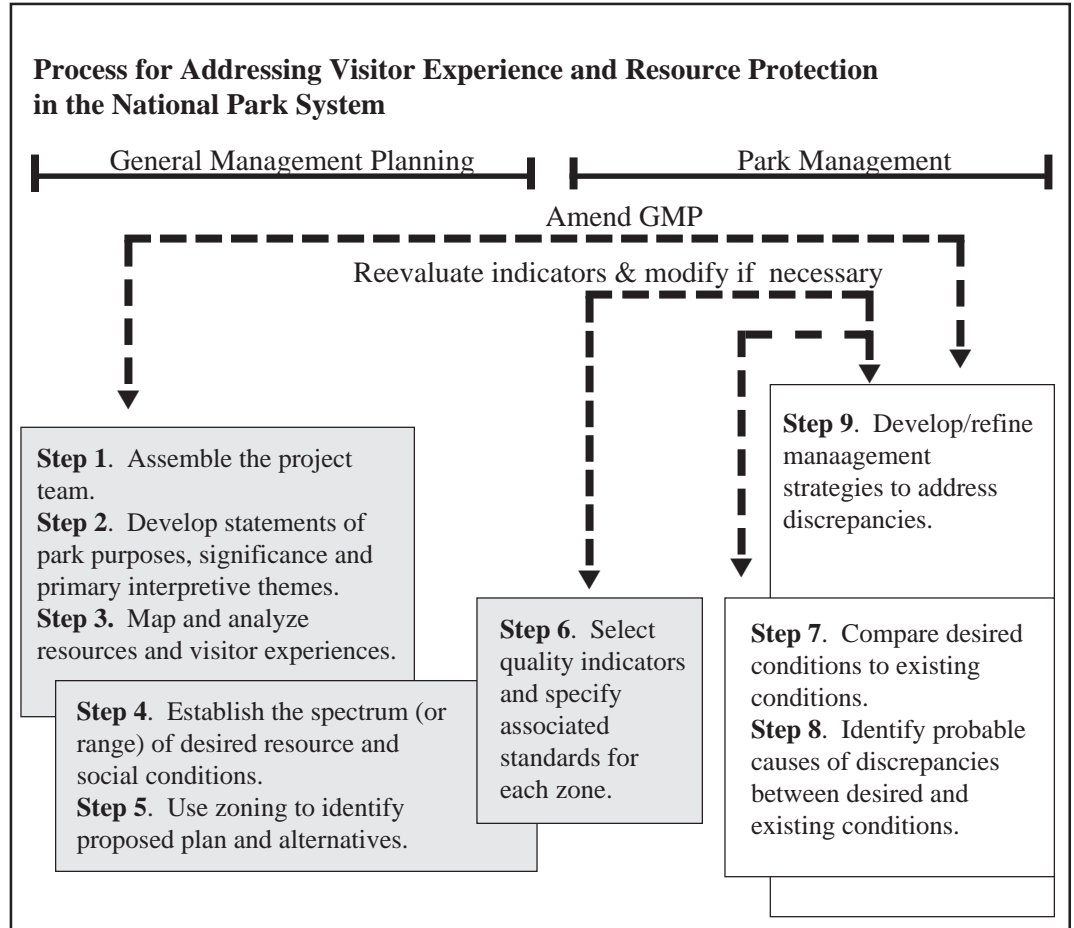 Process for Addressing Visitor Experience and Resource Protection
in the National Park System
General Management Planning
Park Management
Amend GMP
Reevaluate indicators & modify if necessary
Step 1. Assemble the project
team.
Step 2. Develop statements of
park purposes, significance and
primary interpretive themes.
Step 3. Map and analyze
resources and visitor experiences.
Step 4. Establish the spectrum (or
range) of desired resource and
social conditions.
Step 5. Use zoning to identify
proposed plan and alternatives.
Step 6. Select
quality indicators
and specify
associated
standards for
each zone.
Step 9. Develop/refine
manaagement
strategies to address
discrepancies.
Step 7. Compare desired
conditions to existing
conditions.
Step 8. Identify probable
causes of discrepancies
between desired and
existing conditions.